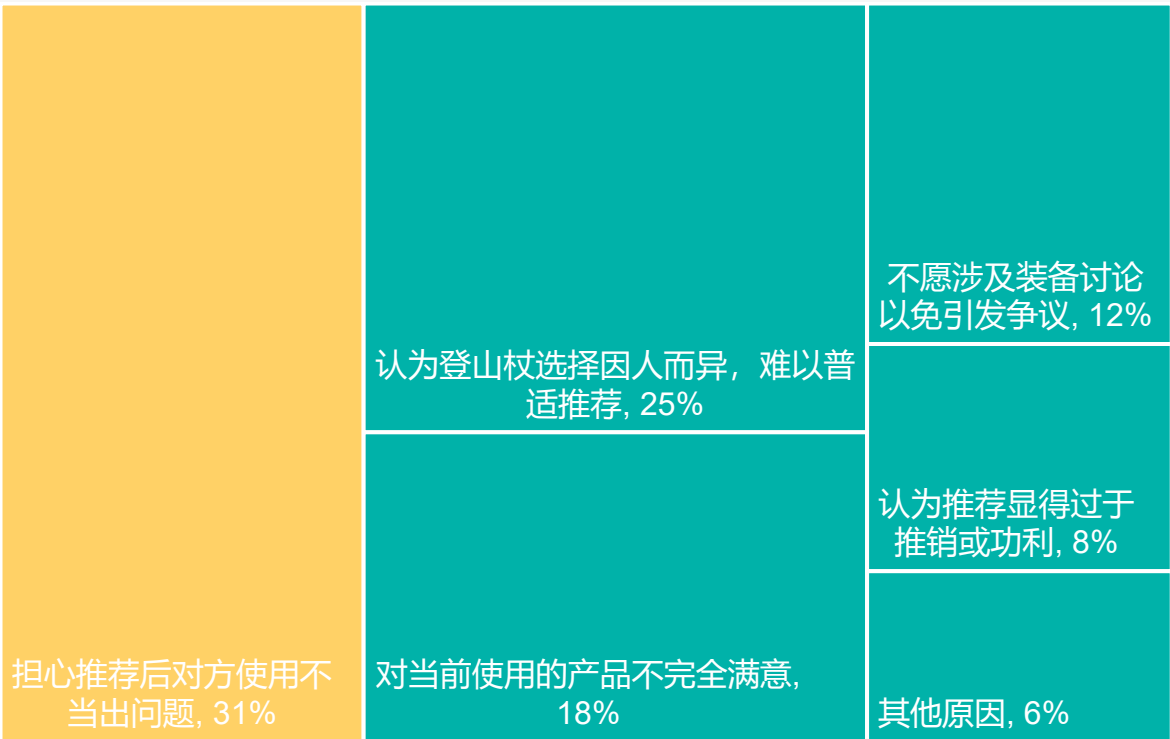 担心推荐后对方使用不
当出问题, 31%
认为登山杖选择因人而异，难以普
适推荐, 25%
对当前使用的产品不完全满意,
18%
不愿涉及装备讨论
以免引发争议, 12%
认为推荐显得过于
推销或功利, 8%
其他原因, 6%